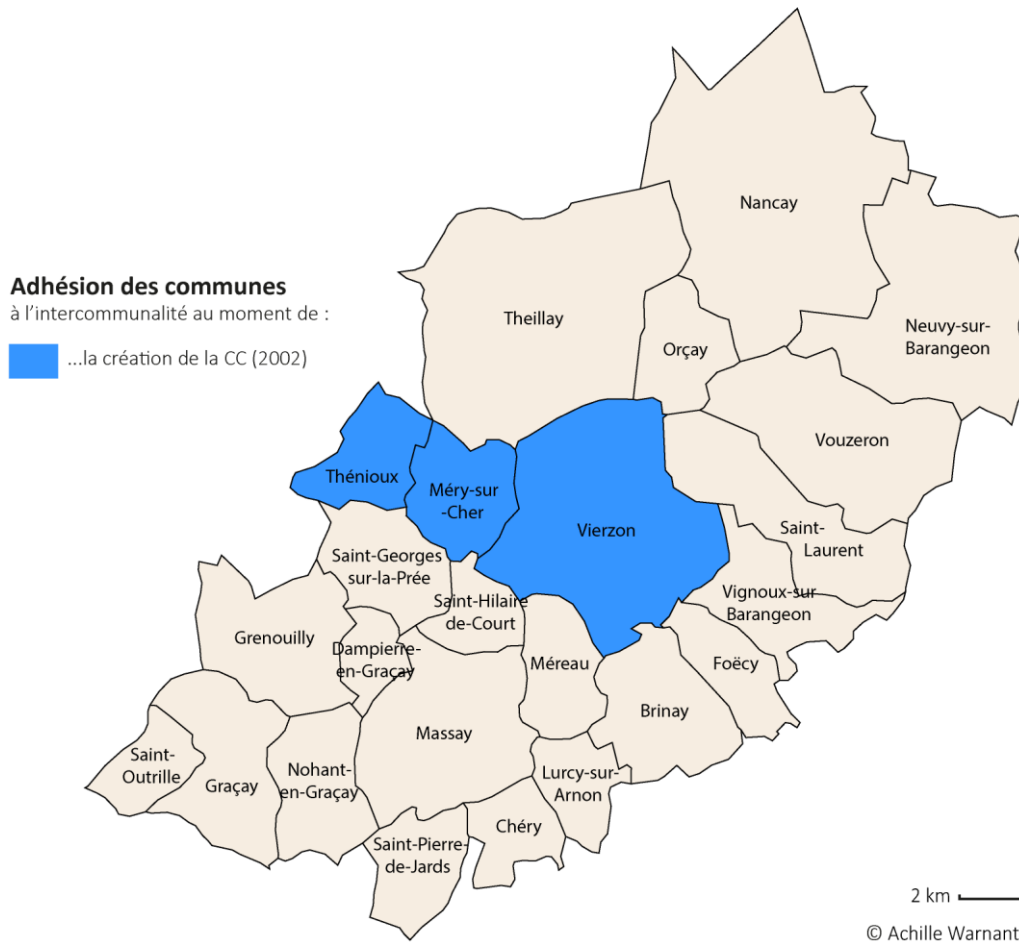 Nancay
Theillay
Adhésion des communes
à l'intercommunalité au moment de :
...la création de la CC (2002)
Orçay
Neuvy-sur-
Barangeon
Vouzeron
Thénioux
Méry-sur
-Cher
Vierzon
Saint-
Laurent
Saint-Georges
sur-la-Prée
Vignoux-sur
Barangeon
Saint-Hilaire
de-Court
Grenouilly
Dampierre-
en-Graçay
Méreau
Foëcy
Brinay
Massay
Saint-
Outrille
Graçay
Nohant-
en-Graçay
Lurcy-sur-
Arnon
Chéry
Saint-Pierre-
de-Jards
2 km
© Achille Warnant